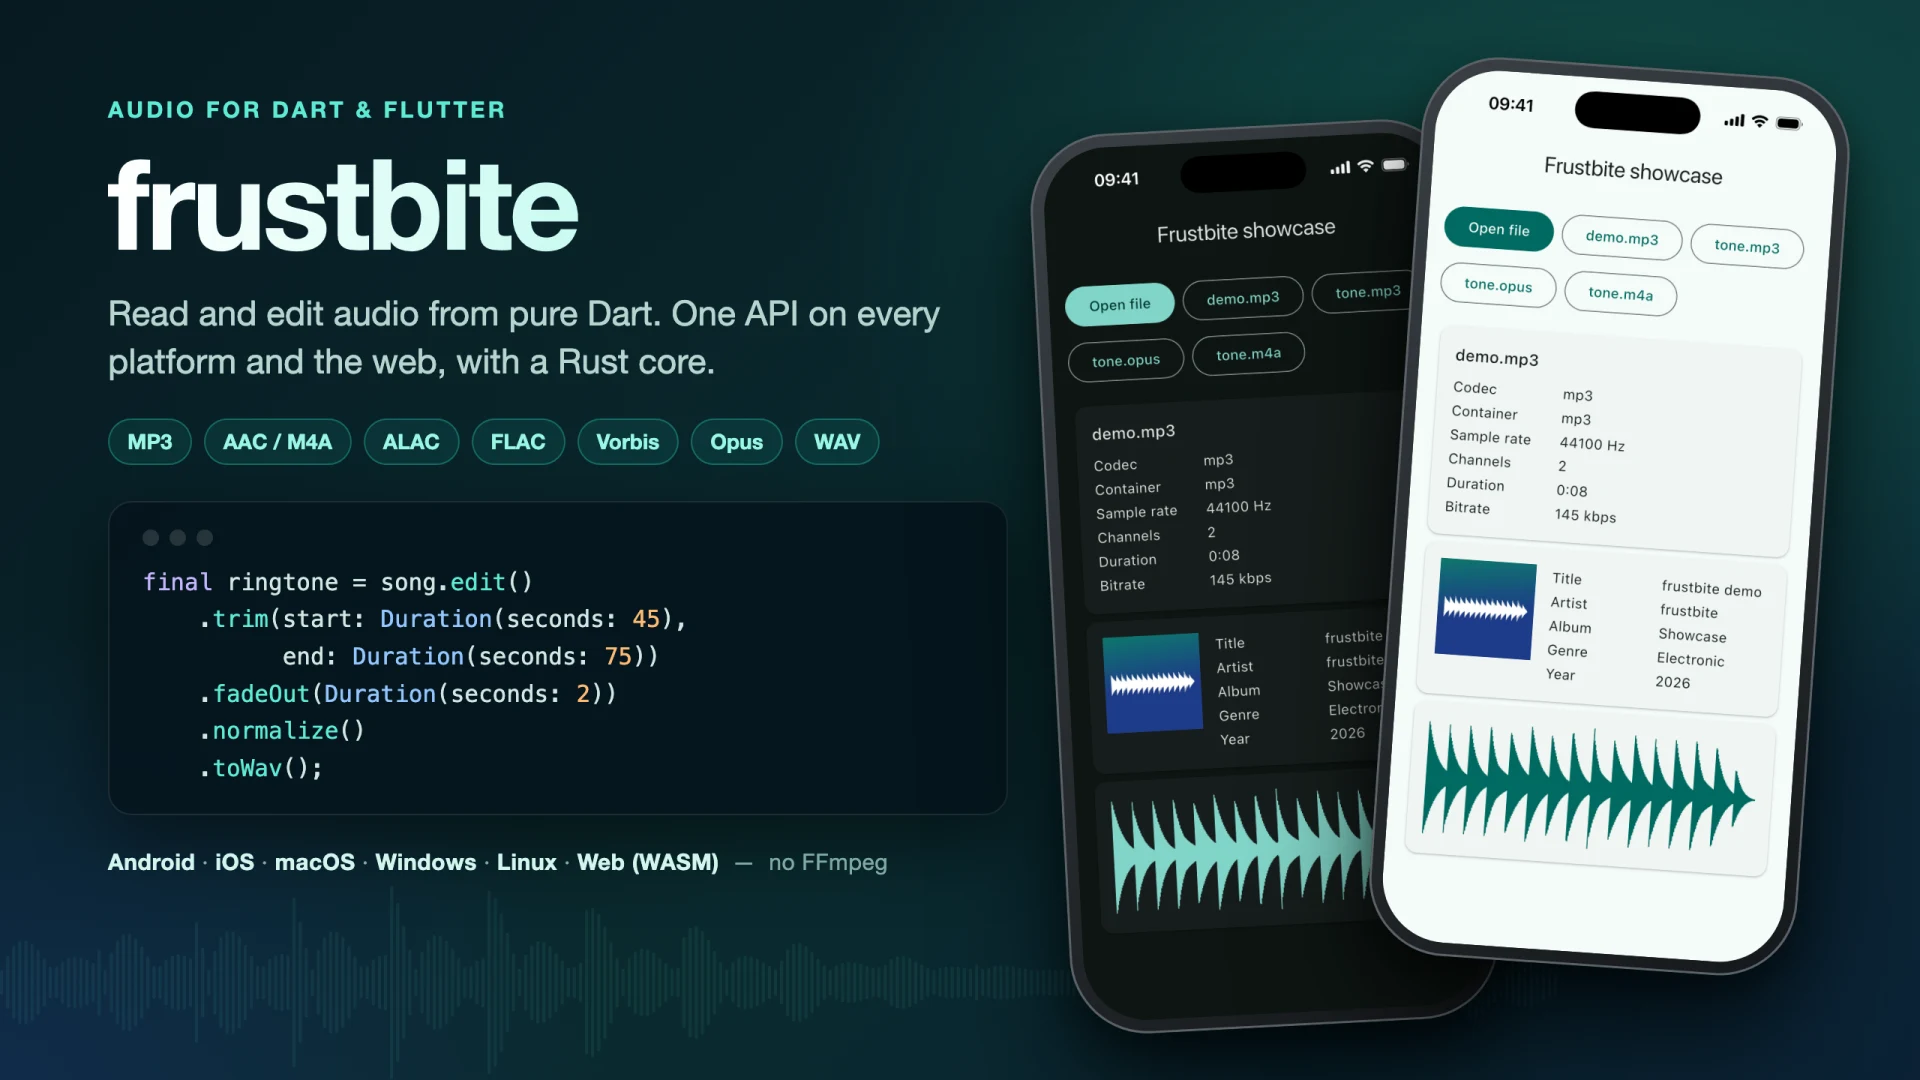 AUDIO FOR DART & FLUTTER
frustbite
Read and edit audio from pure Dart. One API on every
platform and the web, with a Rust core.
MP3
AAC / M4A
ALAC
FLAC
Vorbis
Opus
WAV
final ringtone = song.edit()
    .trim(start: Duration(seconds: 45),
          end: Duration(seconds: 75))
    .fadeOut(Duration(seconds: 2))
    .normalize()
    .toWav();
Android · iOS · macOS · Windows · Linux · Web (WASM) — no FFmpeg
09:41
Frustbite showcase
Open file
demo.mp3
tone.mp3
tone.opus
tone.m4a
demo.mp3
Codec mp3
Container mp3
Sample rate 44100 Hz
Channels 2
Duration 0:08
Bitrate 145 kbps
Title frustbite
Artist frustbite
Album Showcas
Genre Electror
Year 2026
09:41
Frustbite showcase
Open file
demo.mp3
tone.mp3
tone.opus
tone.m4a
demo.mp3
Codec mp3
Container mp3
Sample rate 44100 Hz
Channels 2
Duration 0:08
Bitrate 145 kbps
Title frustbite demo
Artist frustbite
Album Showcase
Genre Electronic
Year 2026